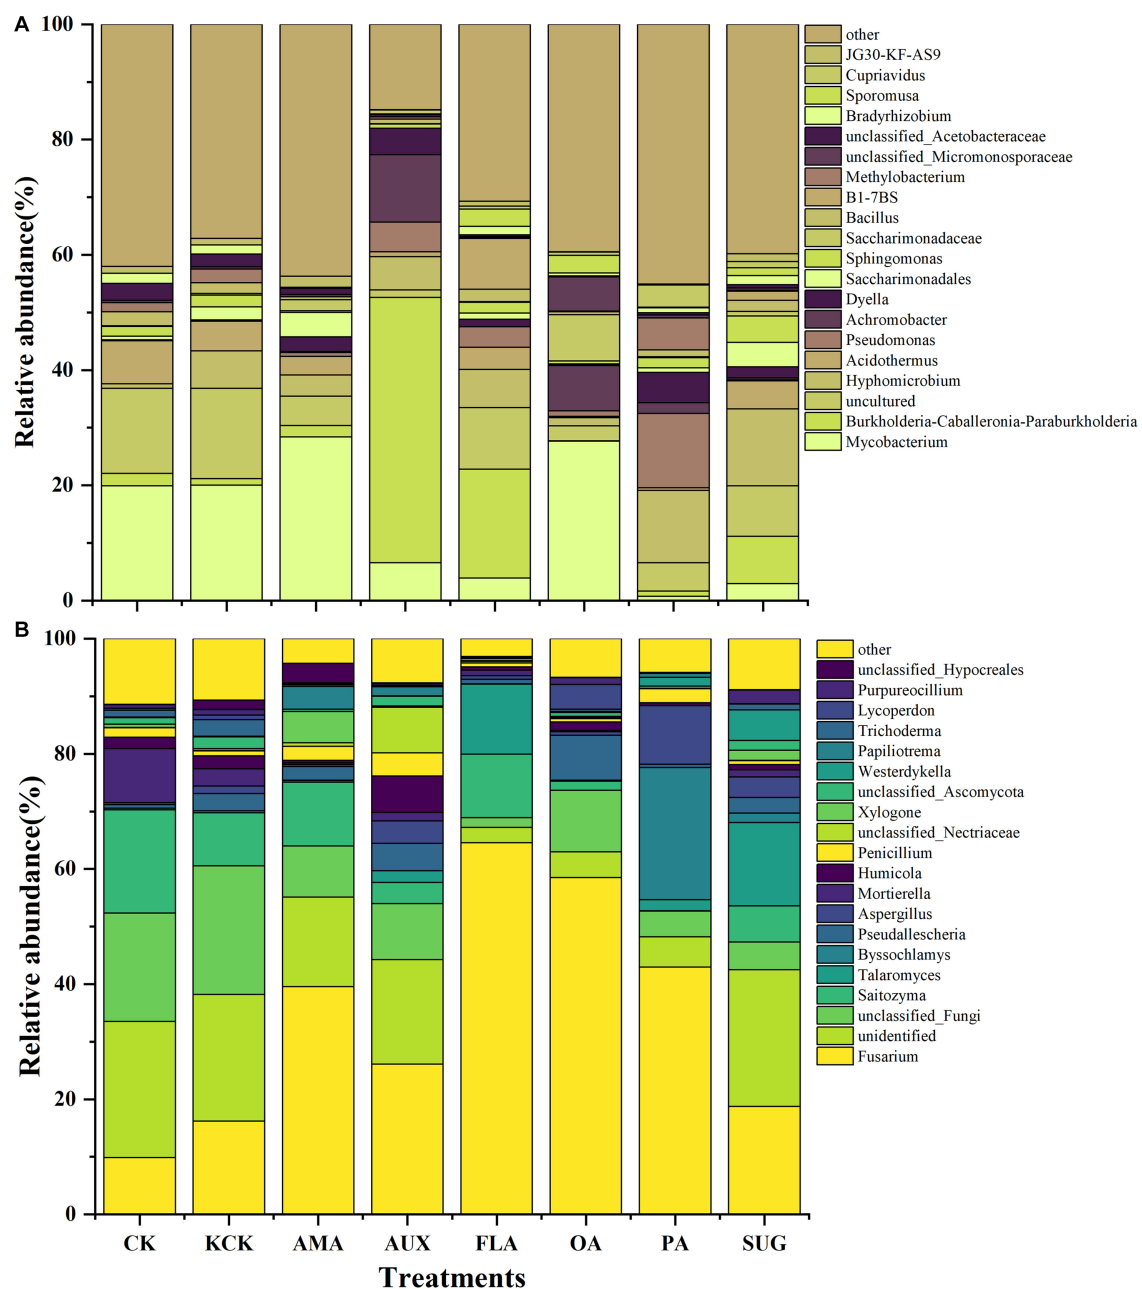 A
100
80
60
40
20
0
Relative abundance(%)
other
JG30-KF-AS9
Cupriavidus
Sporomusa
Bradyrhizobium
unclassified_Acetobacteraceae
unclassified_Micromonosporaceae
Methylobacterium
B1-7BS
Bacillus
Saccharimonadaceae
Sphingomonas
Saccharimonadales
Dyella
Achromobacter
Pseudomonas
Acidothermus
Hyphomicrobium
uncultured
Burkholderia-Caballeronia-Paraburkholderia
Mycobacterium
B
100
80
60
40
20
0
Relative abundance(%)
other
unclassified_Hypocreales
Purpureocillium
Lycoperdon
Trichoderma
Papiliotrema
Westerdykella
unclassified_Ascomycota
Xylogone
unclassified_Nectriaceae
Penicillium
Humicola
Mortierella
Aspergillus
Pseudallescheria
Byssochlamys
Talaromyces
Saitozyma
unclassified_Fungi
unidentified
Fusarium
CK KCK AMA AUX FLA OA PA SUG
Treatments